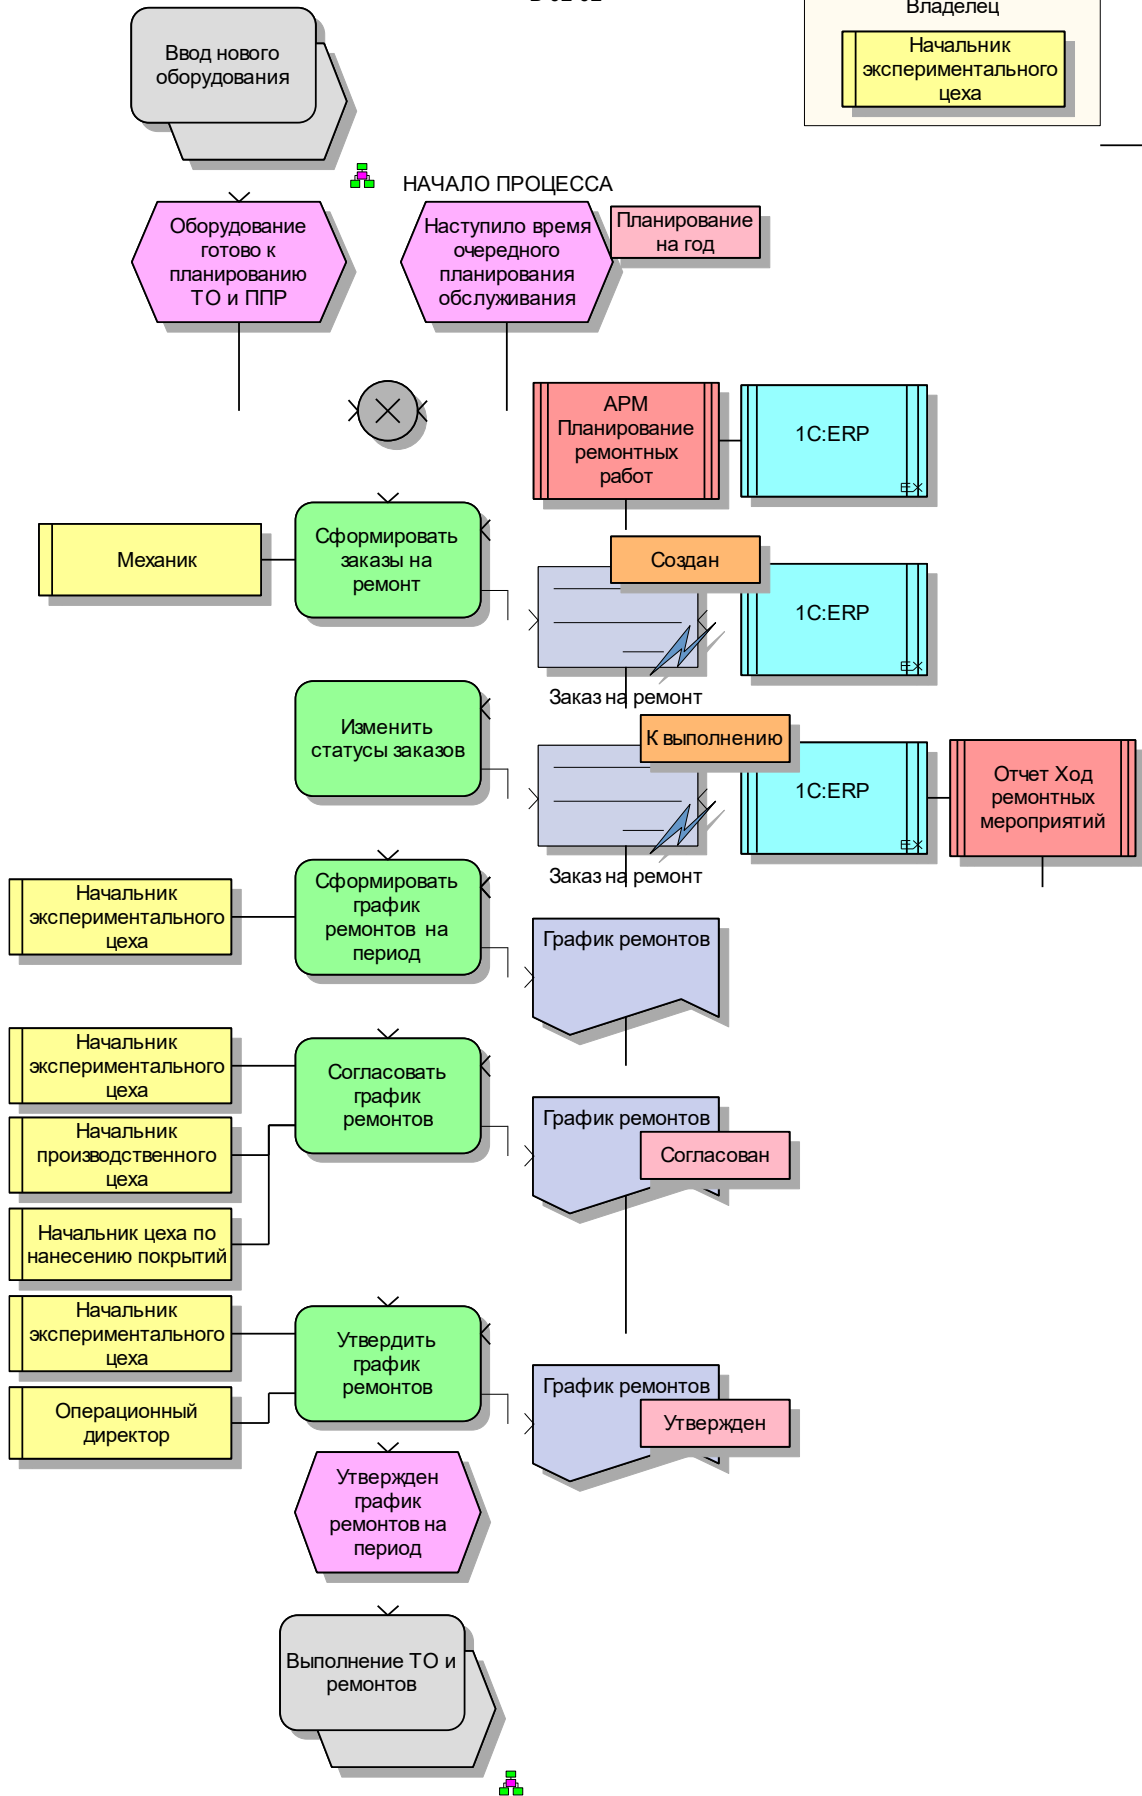 Владелец
Начальник
экспериментального
цеха
Ввод нового
оборудования
НАЧАЛО ПРОЦЕССА
Оборудование
готово к
планированию
ТО и ППР
Наступило время
очередного
планирования
обслуживания
Планирование
на год
АРМ
Планирование
ремонтных
работ
1С:ERP
EX
Механик
Сформировать
заказы на
ремонт
Создан
Заказ на ремонт
1С:ERP
EX
Изменить
статусы заказов
К выполнению
Заказ на ремонт
1С:ERP
EX
Отчет Ход
ремонтных
мероприятий
Начальник
экспериментального
цеха
Сформировать
график
ремонтов на
период
График ремонтов
Начальник
экспериментального
цеха
Начальник
производственного
цеха
Начальник цеха по
нанесению покрытий
Согласовать
график
ремонтов
График ремонтов
Согласован
Начальник
экспериментального
цеха
Операционный
директор
Утвердить
график
ремонтов
График ремонтов
Утвержден
Утвержден
график
ремонтов на
период
Выполнение ТО и
ремонтов